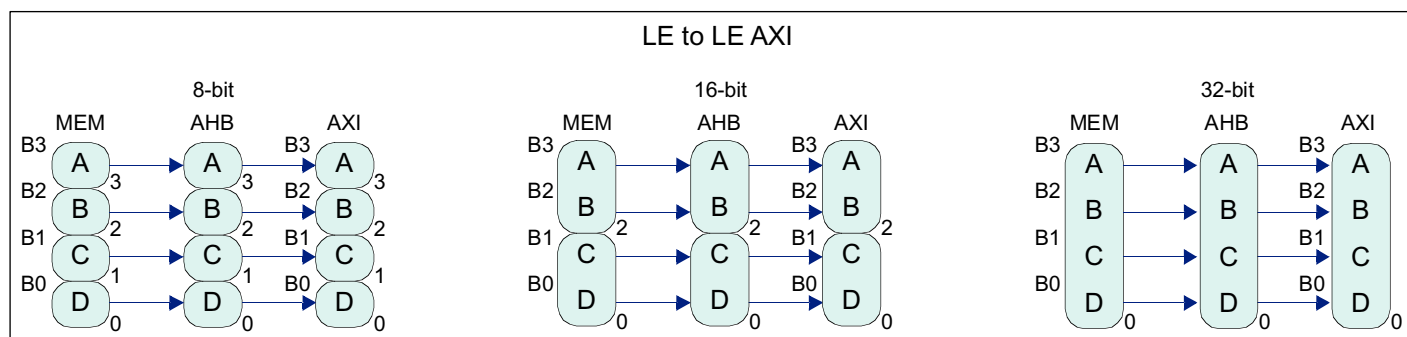 LE to LE AXI
8-bit 16-bit 32-bit
MEM AHB AXI MEM AHB AXI MEM AHB AXI
B3 B3 B3 B3 B3 B3
A A A A A A A A A
3 3 3
B2 B2 B2 B2 B2 B2
B B B B B B B B B
2 2 2 2 2 2
B1 B1 B1 B1 B1 B1
C C C C C C C C C
1 1 1
B0 B0 B0 B0 B0 B0
D D D D D D D D D
0 0 0 0 0 0 0 0 0